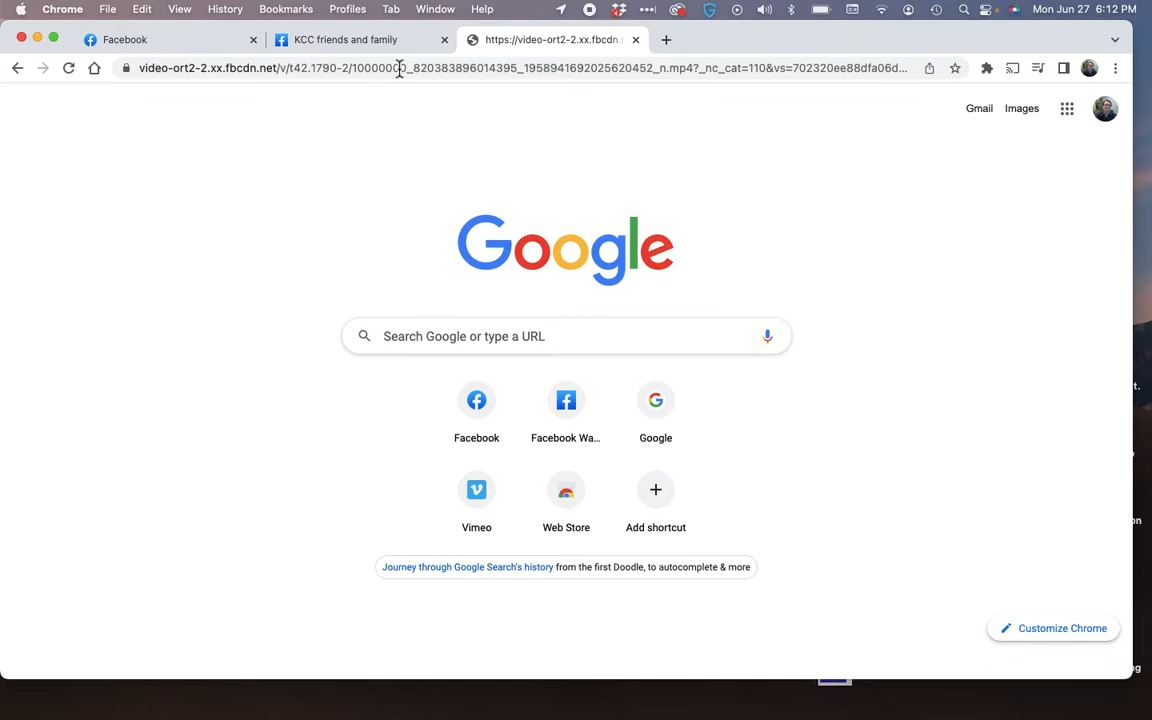 Chrome File Edit View History Bookmarks Profiles Tab Window Help Mon Jun 27 6:12 PM
Facebook KCC friends and family https://video-ort2-2.xx.fbcdn.n
video-ort2-2.xx.fbcdn.net/v/t42.1790-2/10000000_820383896014395_1958941692025620452_n.mp4?_nc_cat=110&vs=702320ee88dfa06d...
Gmail Images
Google
Search Google or type a URL
Facebook Facebook Wa... Google
Vimeo Web Store Add shortcut
Journey through Google Search's history from the first Doodle, to autocomplete & more
Customize Chrome